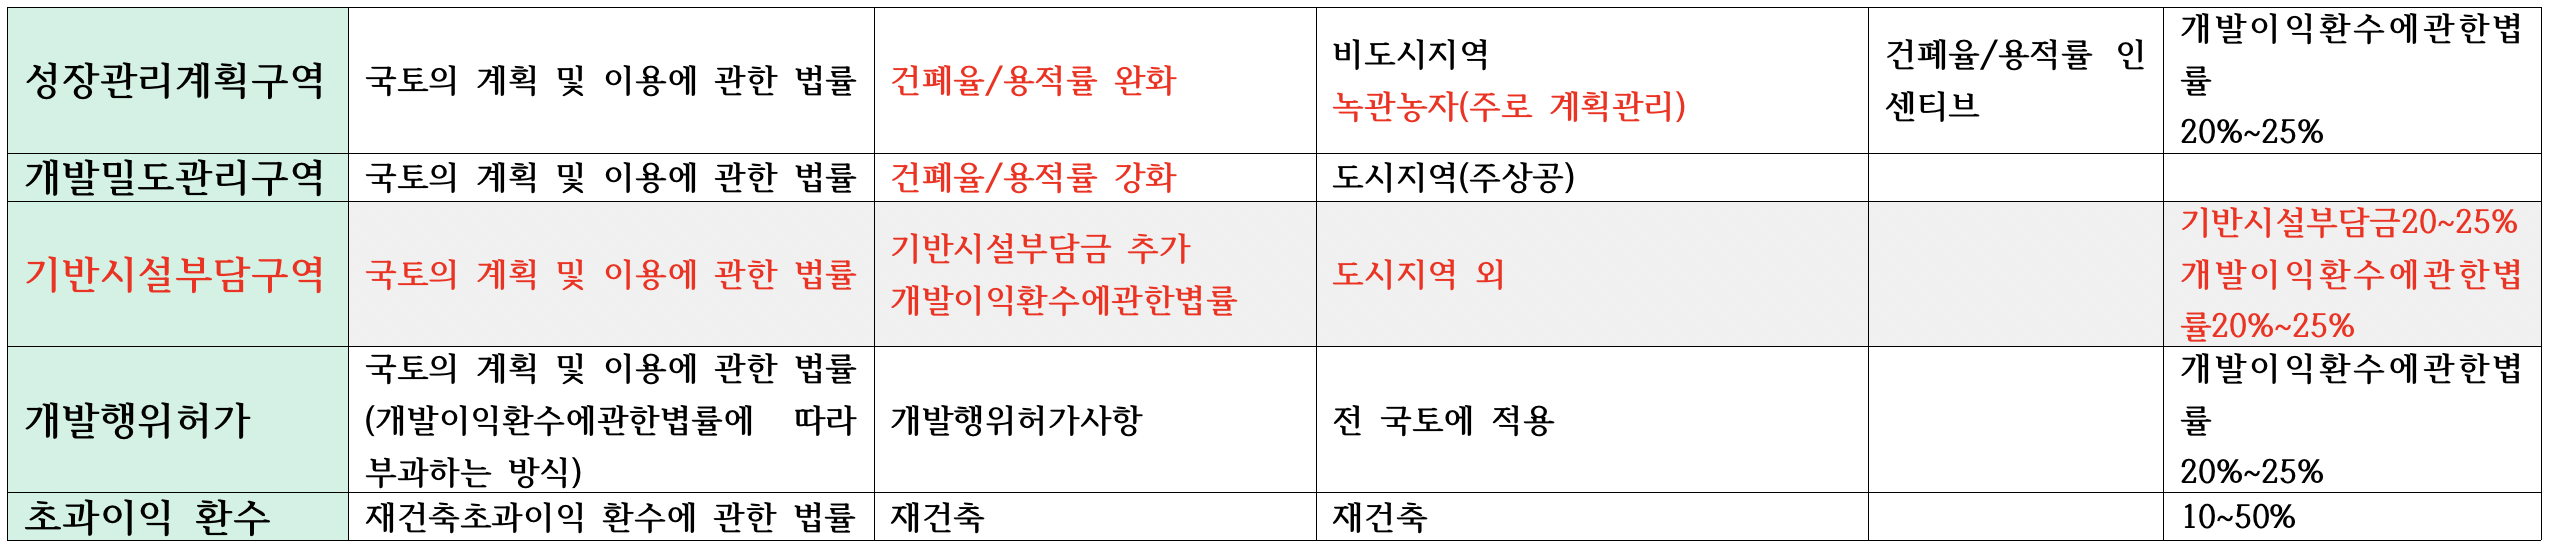 성장관리계획구역
국토의 계획 및 이용에 관한 법률
건폐율/용적률 완화
비도시지역
녹관농자(주로 계획관리)
건폐율/용적률 인
센티브
개발이익환수에관한볍
률
20%~25%
개발밀도관리구역
국토의 계획 및 이용에 관한 법률
건폐율/용적률 강화
도시지역(주상공)
기반시설부담구역
국토의 계획 및 이용에 관한 법률
기반시설부담금 추가
개발이익환수에관한볍률
도시지역 외
기반시설부담금20~25%
개발이익환수에관한볍
률20%~25%
개발행위허가
국토의 계획 및 이용에 관한 법률
(개발이익환수에관한볍률에 따라
부과하는 방식)
개발행위허가사항
전 국토에 적용
개발이익환수에관한볍
률
20%~25%
초과이익 환수
재건축초과이익 환수에 관한 법률
재건축
재건축
10~50%